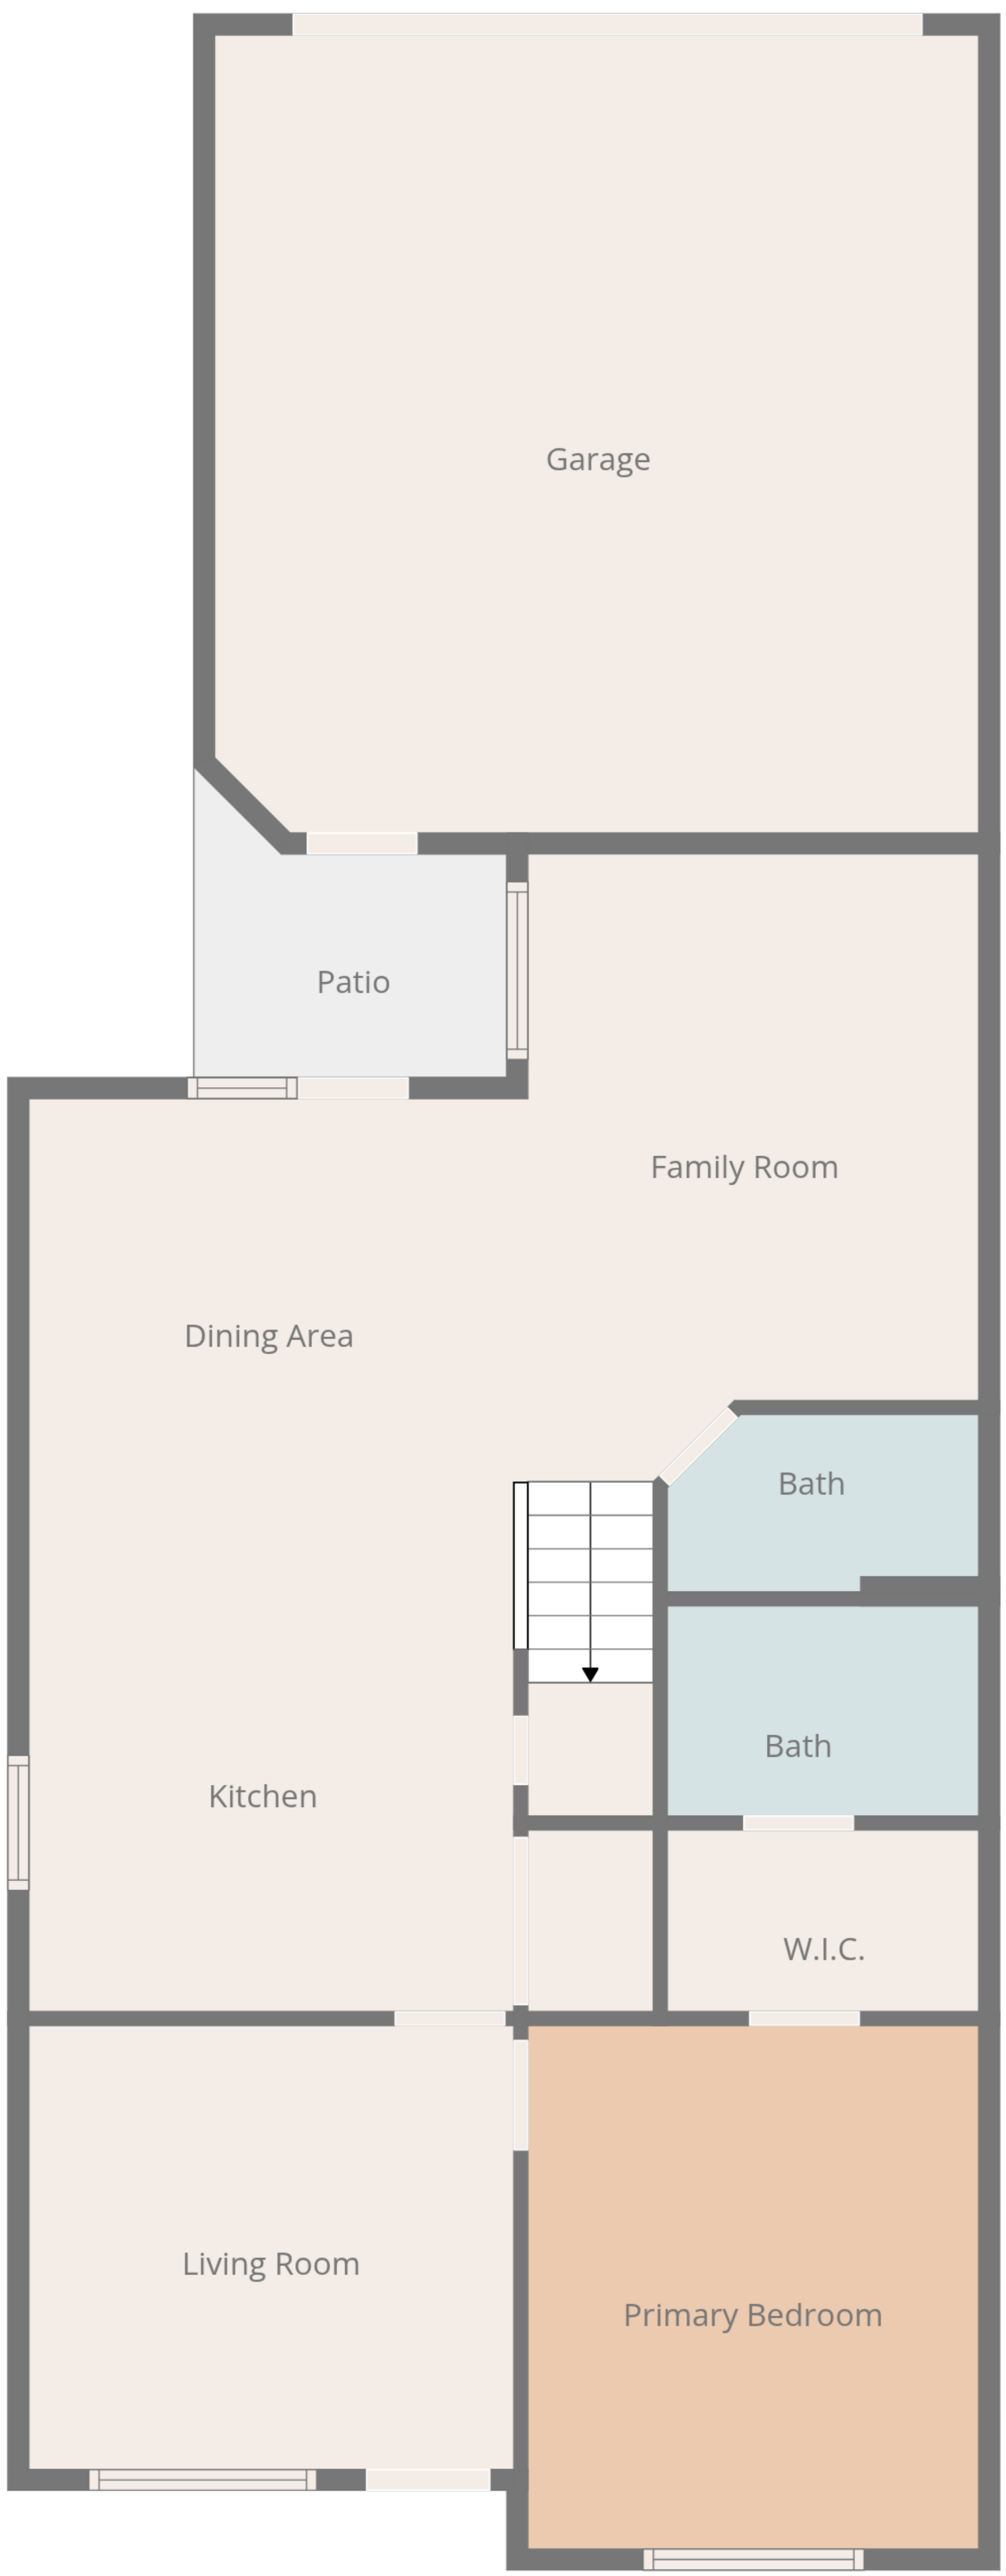 Garage
Patio
Family Room
Dining Area
Bath
Bath
Kitchen
W.I.C.
Living Room
Primary Bedroom